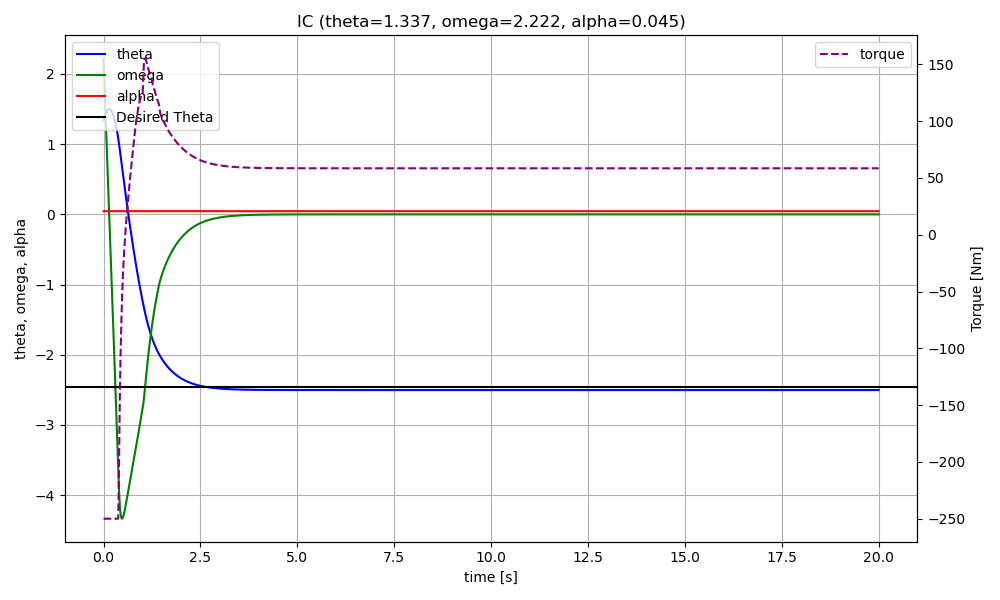 IC (theta=1.337, omega=2.222, alpha=0.045)
theta
omega
alpha
Desired Theta
torque
2
1
0
−1
−2
−3
−4
theta, omega, alpha
150
100
50
0
−50
−100
−150
−200
−250
Torque [Nm]
0.0 2.5 5.0 7.5 10.0 12.5 15.0 17.5 20.0
time [s]